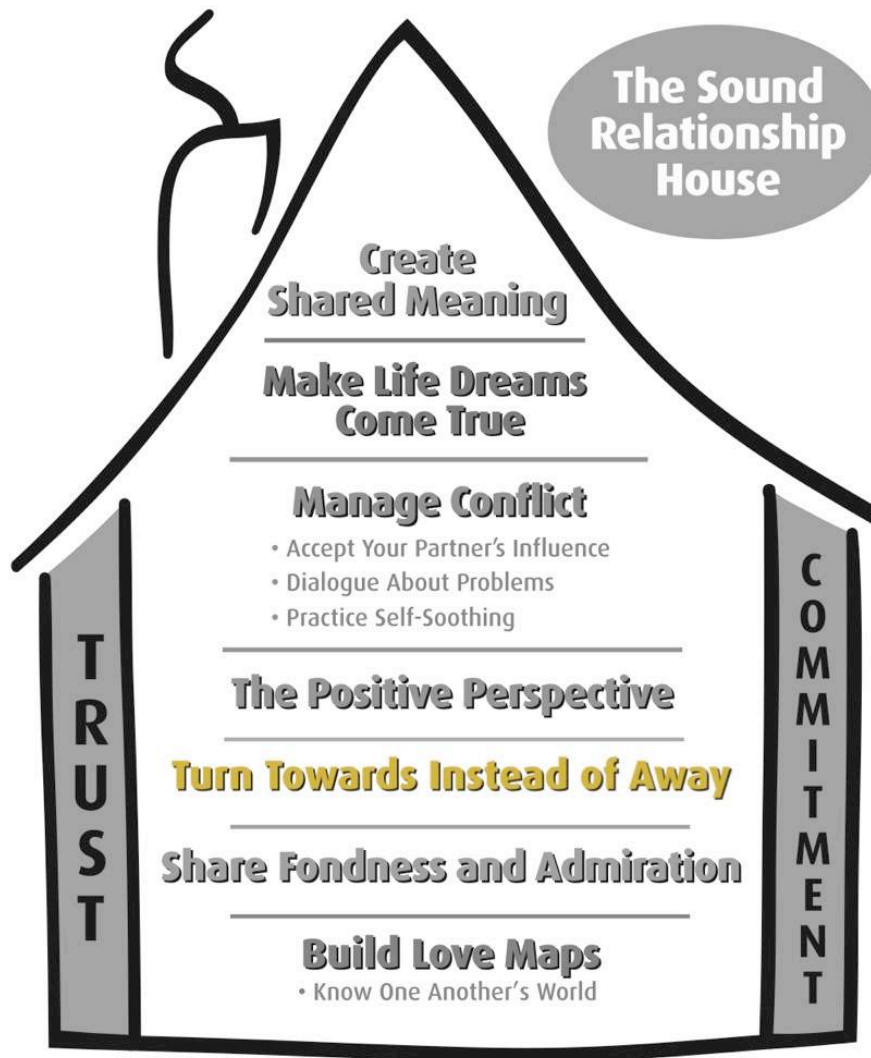 The Sound
Relationship
House
Create
Shared Meaning
Make Life Dreams
Come True
Manage Conflict
• Accept Your Partner’s Influence
• Dialogue About Problems
• Practice Self-Soothing
The Positive Perspective
Turn Towards Instead of Away
Share Fondness and Admiration
Build Love Maps
• Know One Another’s World
TRUST
COMMITMENT